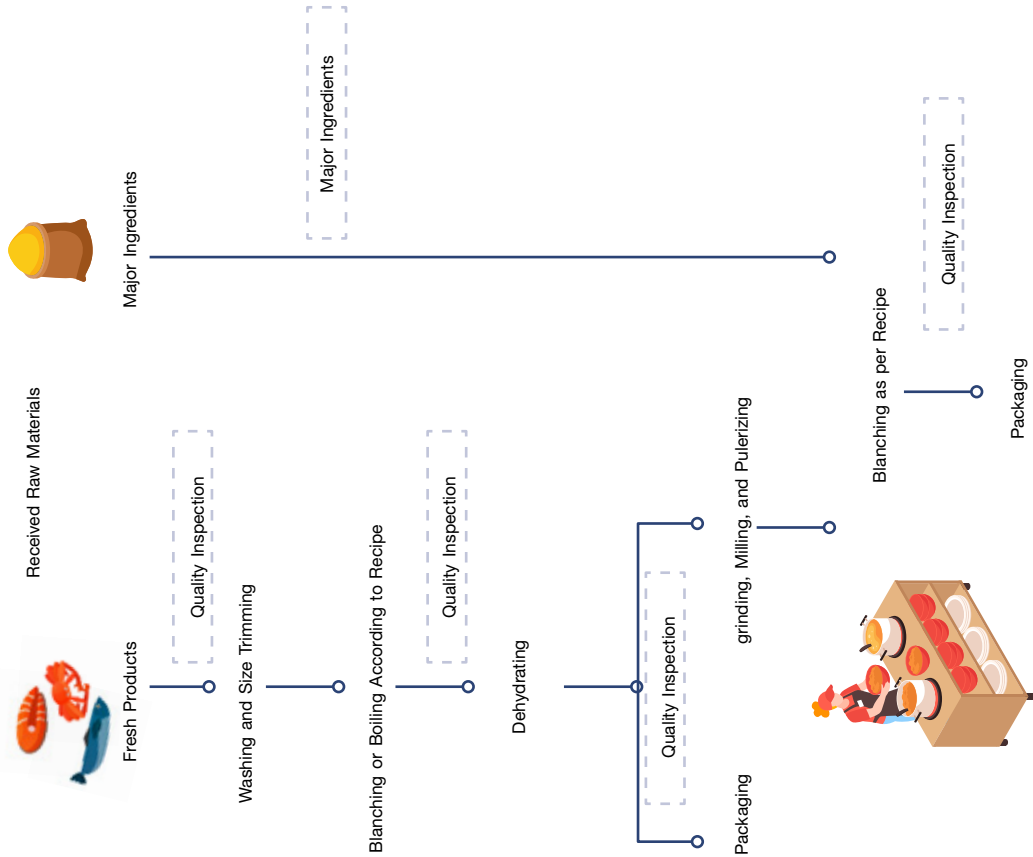 Received Raw Materials
Fresh Products
Major Ingredients
Quality Inspection
Washing and Size Trimming
Major Ingredients
Blanching or Boiling According to Recipe
Quality Inspection
Dehydrating
Quality Inspection
Packaging
grinding, Milling, and Pulerizing
Blanching as per Recipe
Quality Inspection
Packaging